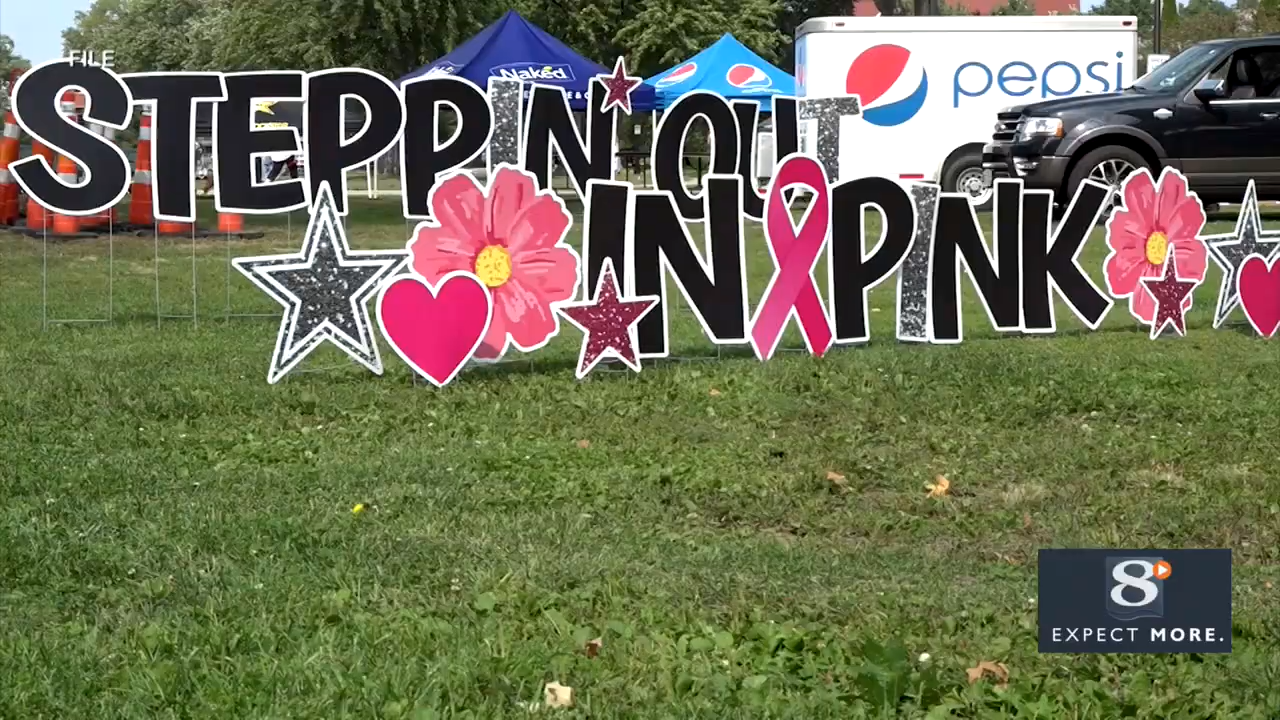 FILE
Naked
pepsi
STEPPIN' OUT
IN PINK
8
EXPECT MORE.